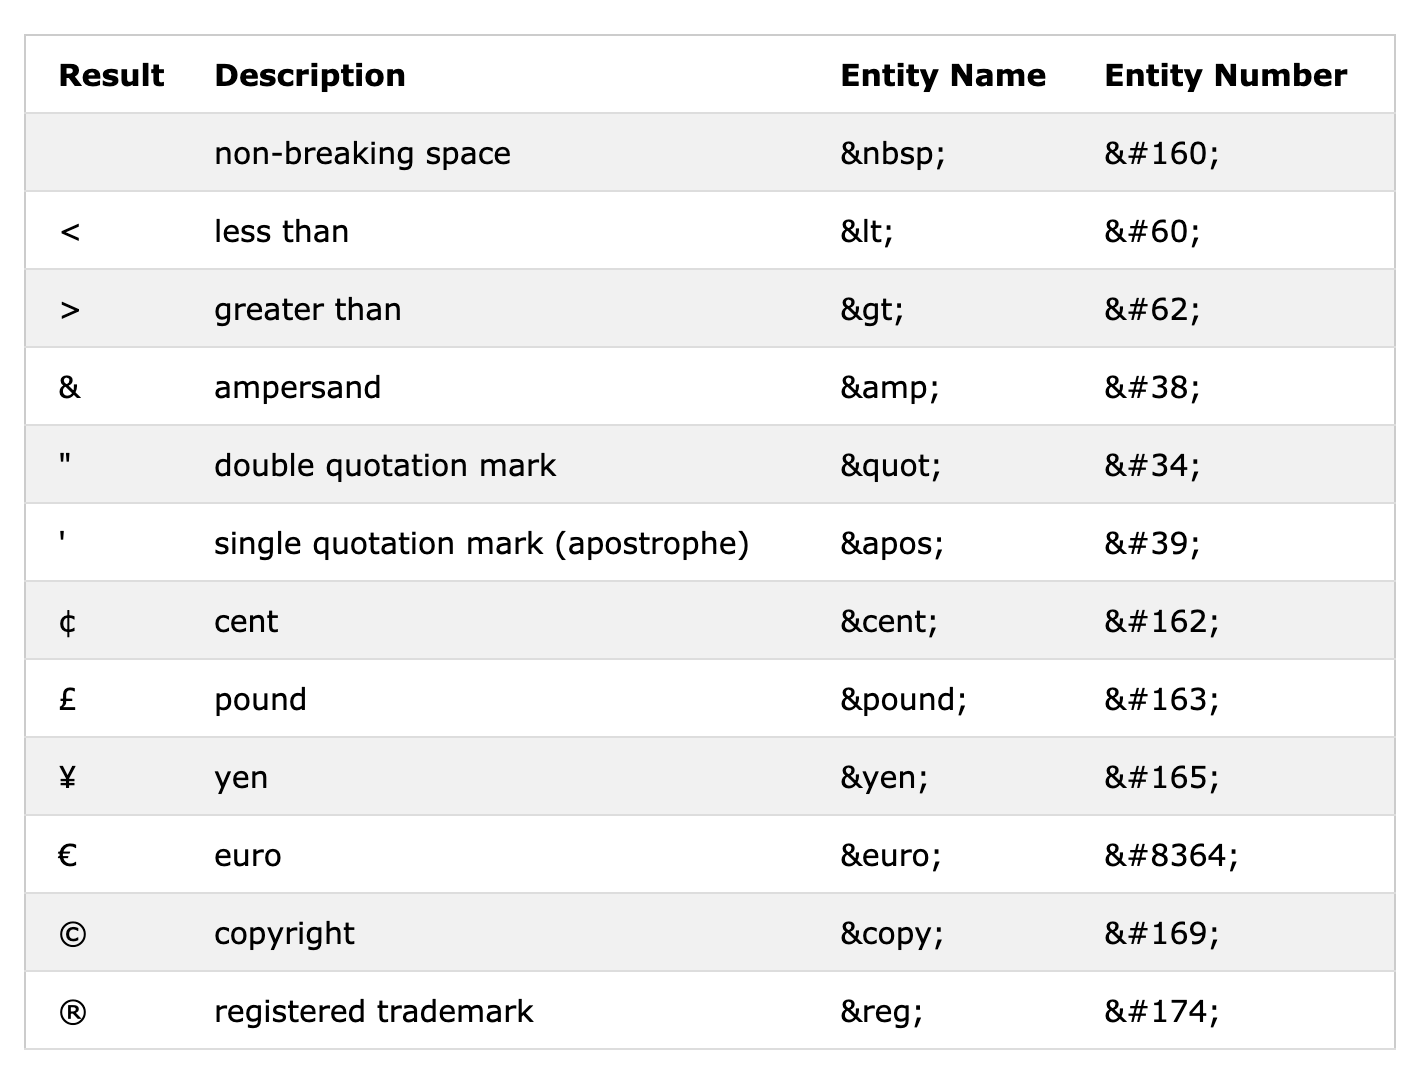 Result Description Entity Name Entity Number
non-breaking space &nbsp; &#160;
< less than &lt; &#60;
> greater than &gt; &#62;
& ampersand &amp; &#38;
" double quotation mark &quot; &#34;
' single quotation mark (apostrophe) &apos; &#39;
¢ cent &cent; &#162;
£ pound &pound; &#163;
¥ yen &yen; &#165;
€ euro &euro; &#8364;
© copyright &copy; &#169;
® registered trademark &reg; &#174;